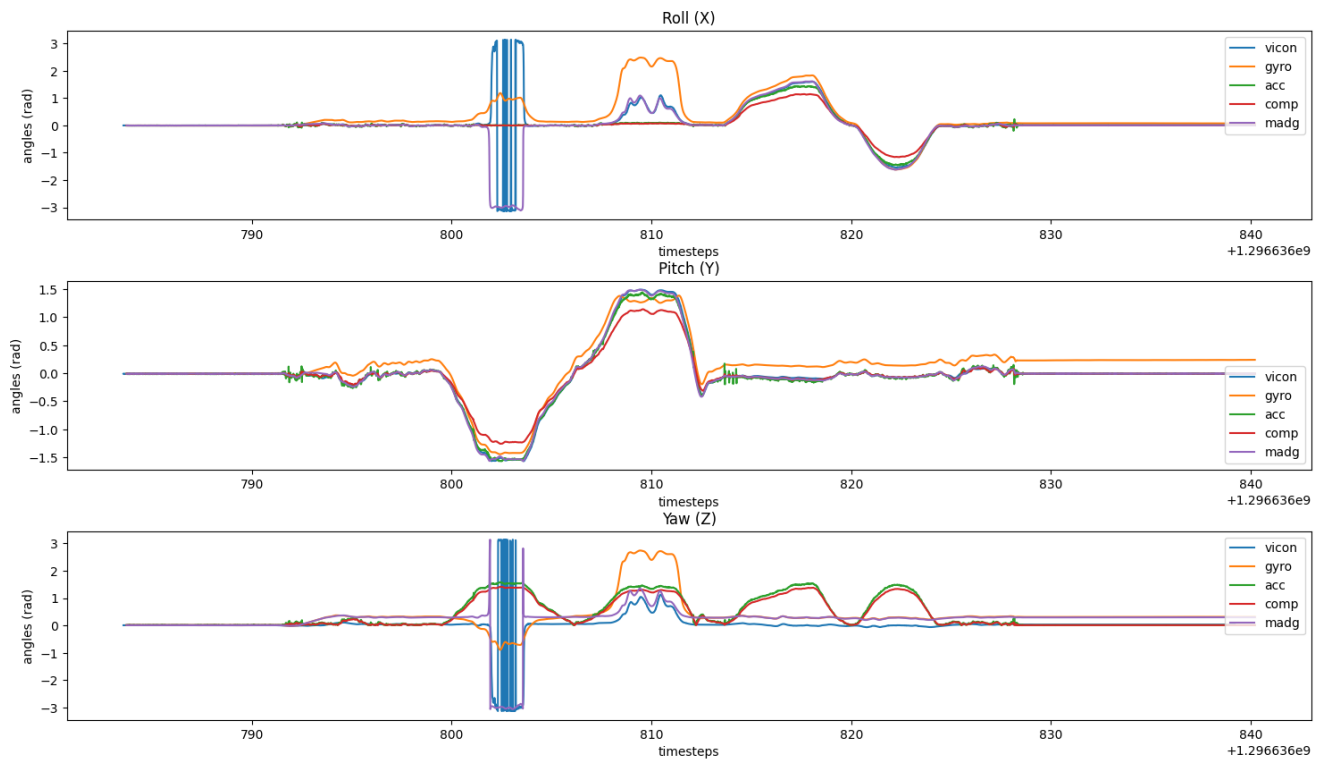 Roll (X)
angles (rad)
3
2
1
0
−1
−2
−3
vicon
gyro
acc
comp
madg
790 800 810 820 830 840
timesteps
+1.296636e9
Pitch (Y)
angles (rad)
1.5
1.0
0.5
0.0
−0.5
−1.0
−1.5
vicon
gyro
acc
comp
madg
790 800 810 820 830 840
timesteps
+1.296636e9
Yaw (Z)
angles (rad)
3
2
1
0
−1
−2
−3
vicon
gyro
acc
comp
madg
790 800 810 820 830 840
timesteps
+1.296636e9